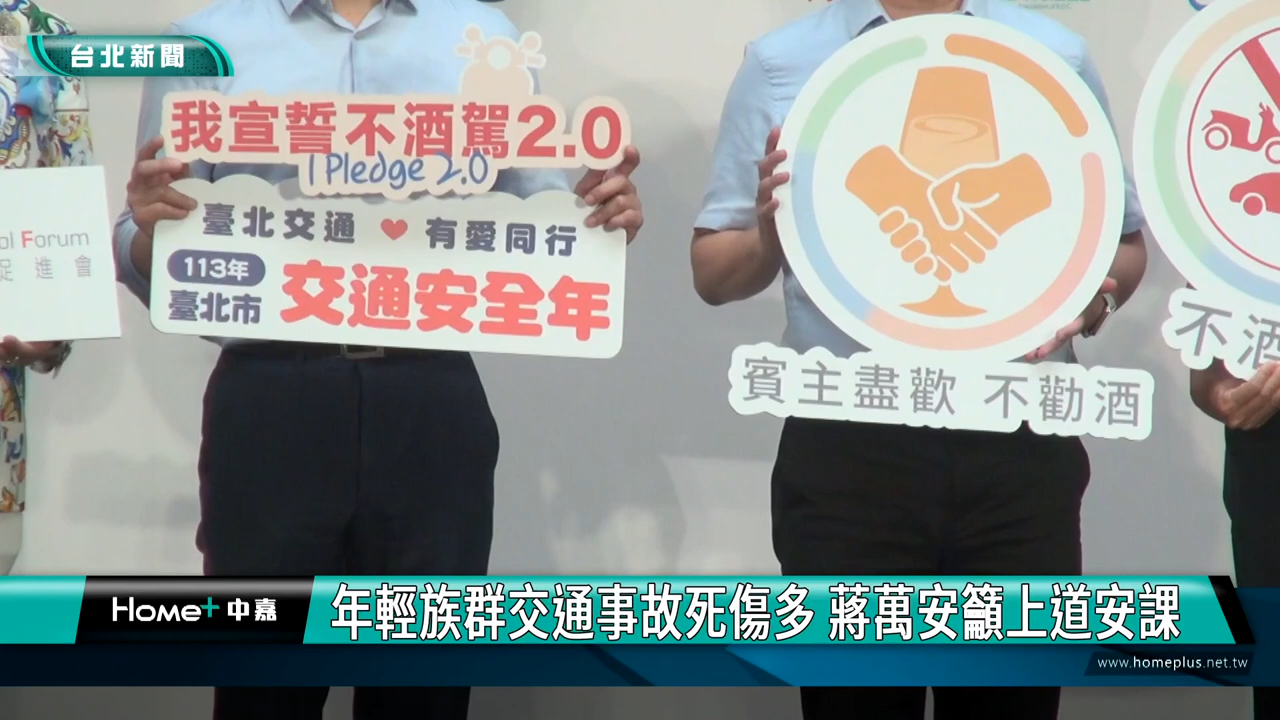 台北新聞
我宣誓不酒駕2.0
I Pledge 2.0
臺北交通 有愛同行
113年
臺北市 交通安全年
ol Forum
促進會
賓主盡歡 不勸酒
不酒
Home+ 中嘉
年輕族群交通事故死傷多 蔣萬安籲上道安課
www.homeplus.net.tw